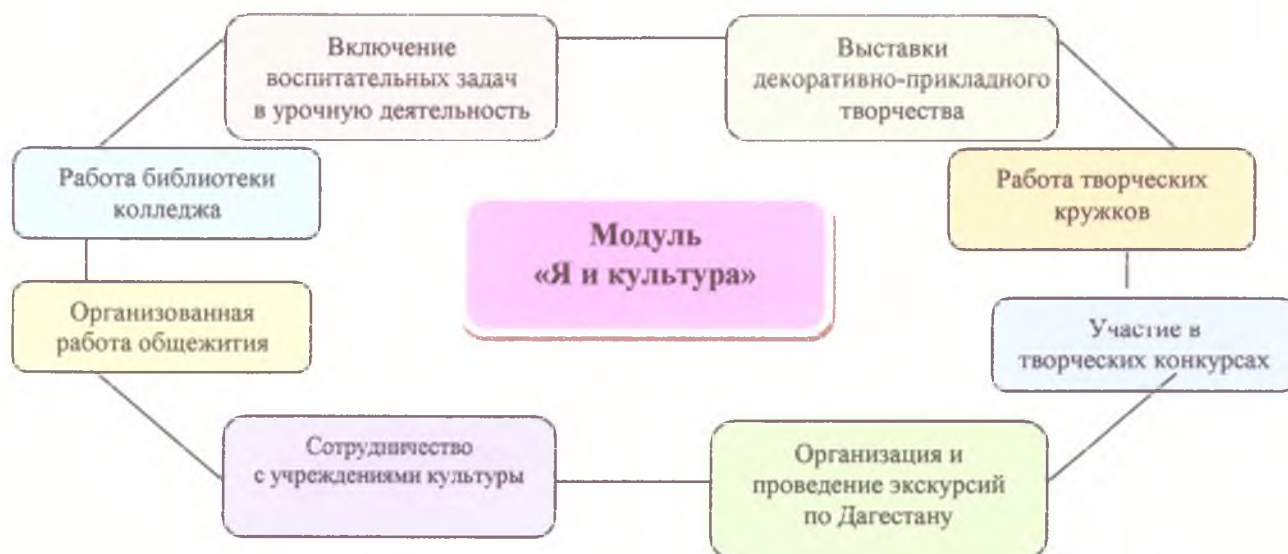 Включение
воспитательных задач
в урочную деятельность
Выставки
декоративно-прикладного
творчества
Работа библиотеки
колледжа
Работа творческих
кружков
Модуль
«Я и культура»
Организованная
работа общежития
Участие в
творческих конкурсах
Сотрудничество
с учреждениями культуры
Организация и
проведение экскурсий
по Дагестану